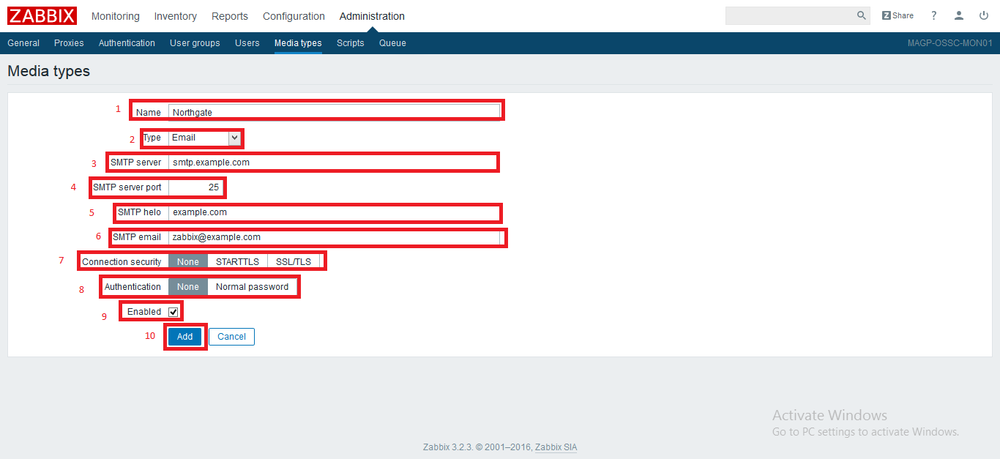 ZABBIX Monitoring Inventory Reports Configuration Administration Z Share ?
General Proxies Authentication User groups Users Media types Scripts Queue MAGP-OSSC-MON01
Media types
1 Name Northgate
2 Type Email
3 SMTP server smtp.example.com
4 SMTP server port 25
5 SMTP helo example.com
6 SMTP email zabbix@example.com
7 Connection security None STARTTLS SSL/TLS
8 Authentication None Normal password
9 Enabled
10 Add Cancel
Activate Windows
Go to PC settings to activate Windows.
Zabbix 3.2.3. © 2001–2016, Zabbix SIA